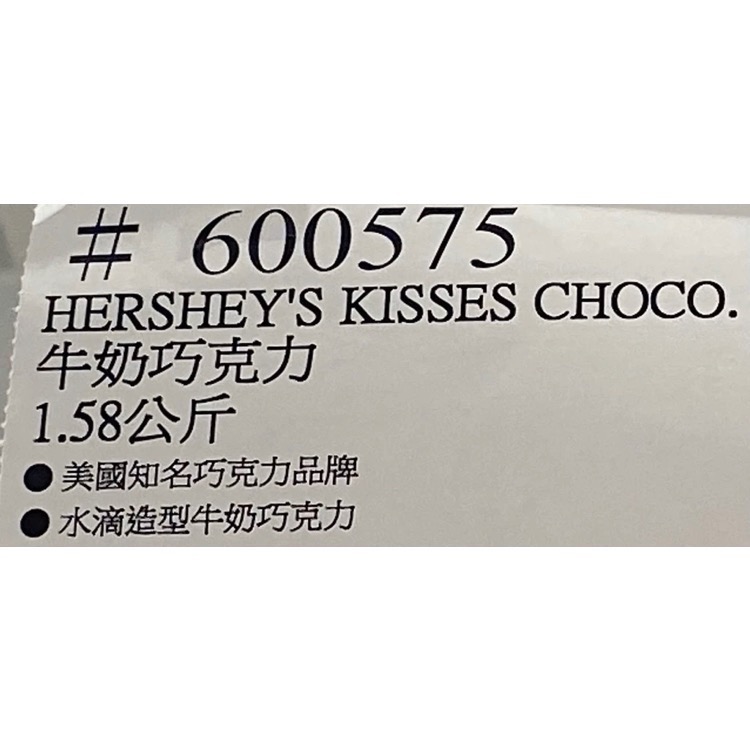 # 600575
HERSHEY'S KISSES CHOCO.
牛奶巧克力
1.58公斤
●美國知名巧克力品牌
●水滴造型牛奶巧克力